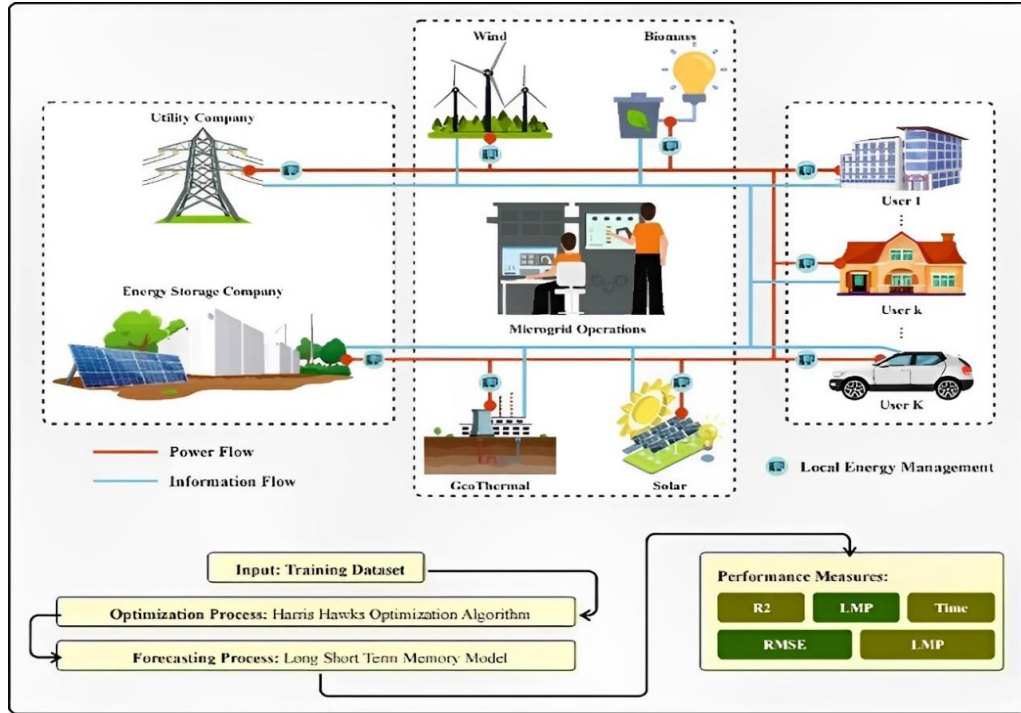 Wind
Biomass
Utility Company
User 1
Energy Storage Company
Microgrid Operations
User k
User K
Power Flow
Information Flow
GeoThermal
Solar
Local Energy Management
Input: Training Dataset
Optimization Process: Harris Hawks Optimization Algorithm
Forecasting Process: Long Short Term Memory Model
Performance Measures:
R2 LMP Time
RMSE LMP